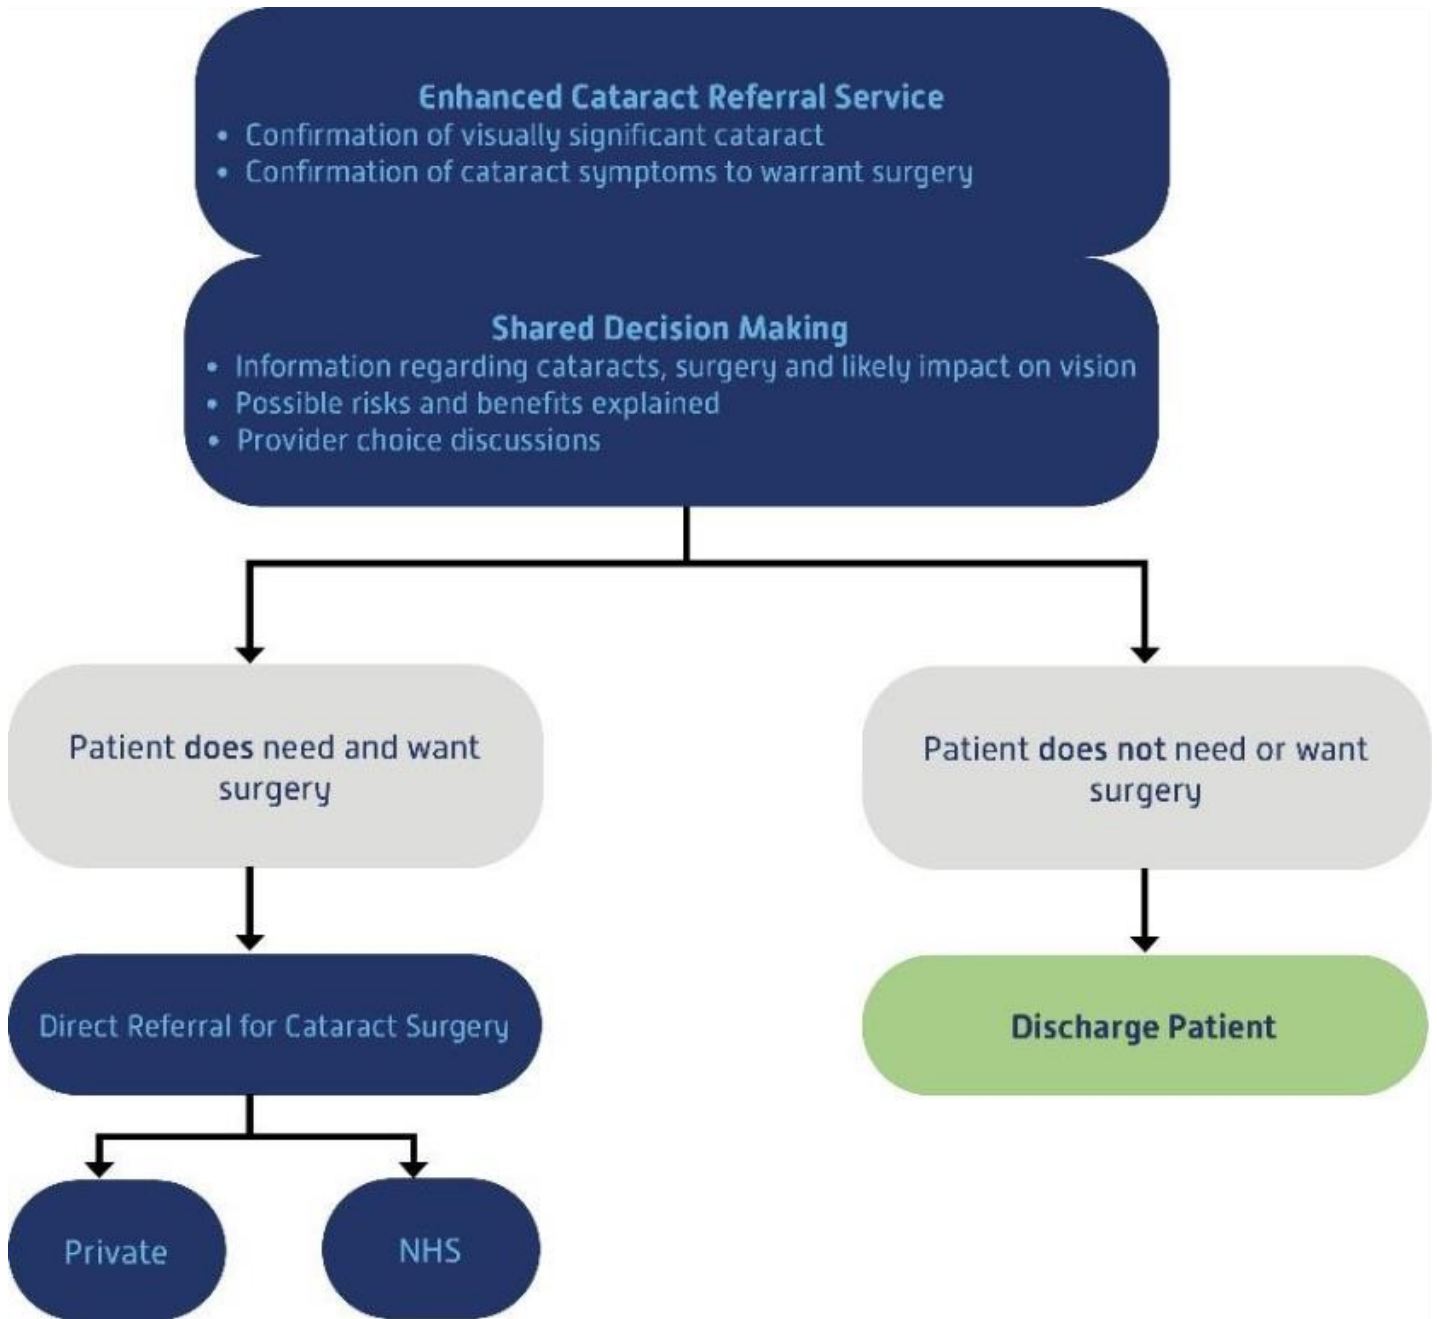 Enhanced Cataract Referral Service
• Confirmation of visually significant cataract
• Confirmation of cataract symptoms to warrant surgery
Shared Decision Making
• Information regarding cataracts, surgery and likely impact on vision
• Possible risks and benefits explained
• Provider choice discussions
Patient does need and want
surgery
Patient does not need or want
surgery
Direct Referral for Cataract Surgery
Discharge Patient
Private
NHS